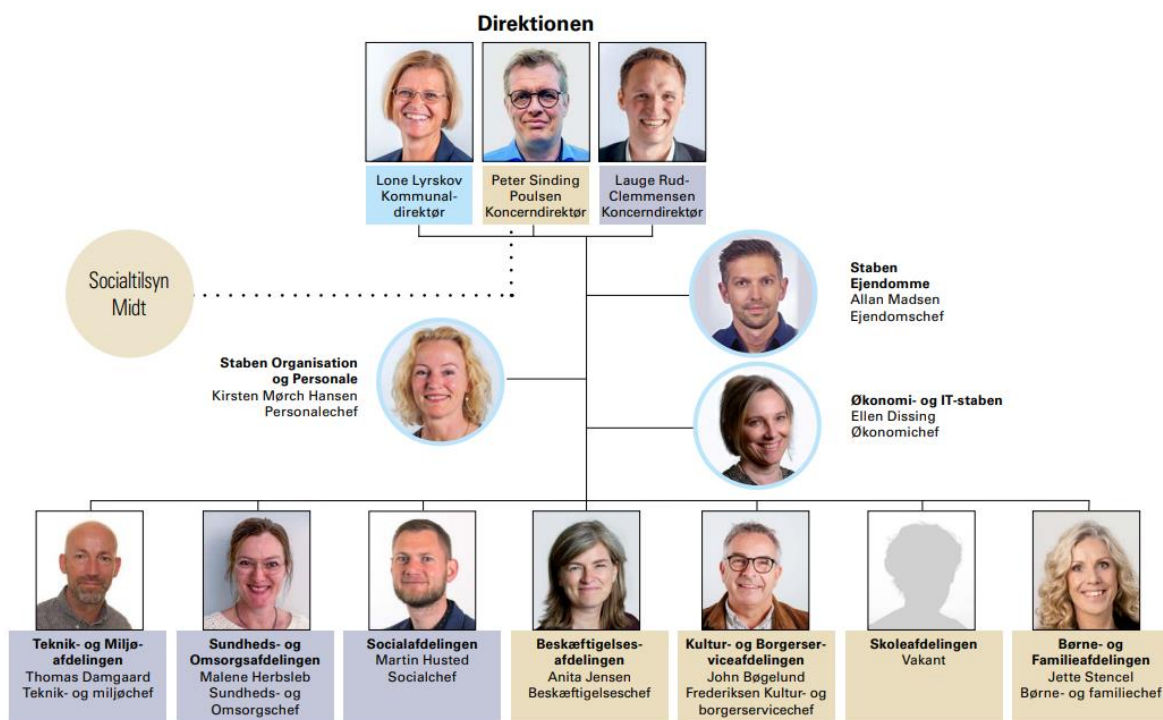 Direktionen
Lone Lyrskov
Kommunal-
direktør
Peter Sinding
Poulsen
Koncerndirektør
Lauge Rud-
Clemmensen
Koncerndirektør
Socialtilsyn
Midt
Staben
Ejendomme
Allan Madsen
Ejendomschef
Staben Organisation
og Personale
Kirsten Mørch Hansen
Personalechef
Økonomi- og IT-staben
Ellen Dissing
Økonomichef
Teknik- og Miljø-
afdelingen
Thomas Damgaard
Teknik- og miljøchef
Sundheds- og
Omsorgsafdelingen
Malene Herbsleb
Sundheds- og
Omsorgschef
Socialafdelingen
Martin Husted
Socialchef
Beskæftigelses-
afdelingen
Anita Jensen
Beskæftigelseschef
Kultur- og Borgerser-
viceafdelingen
John Bøgelund
Frederiksen Kultur- og
borgerservicechef
Skoleafdelingen
Vakant
Børne- og
Familieafdelingen
Jette Stencel
Børne- og familiechef